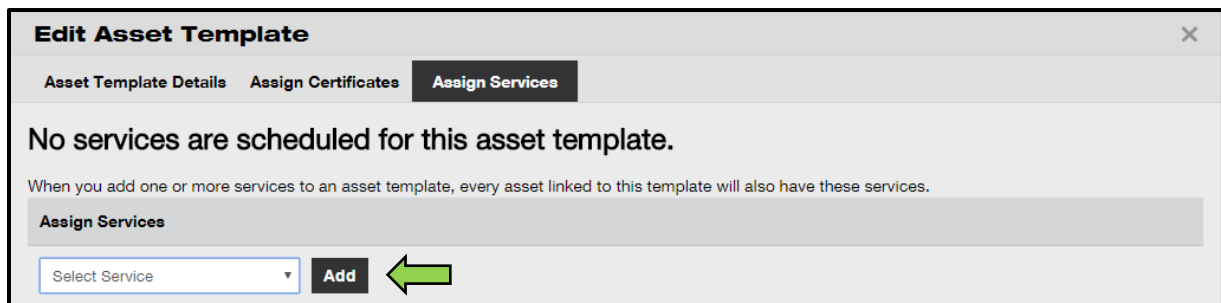 Edit Asset Template
Asset Template Details Assign Certificates Assign Services
No services are scheduled for this asset template.
When you add one or more services to an asset template, every asset linked to this template will also have these services.
Assign Services
Select Service Add